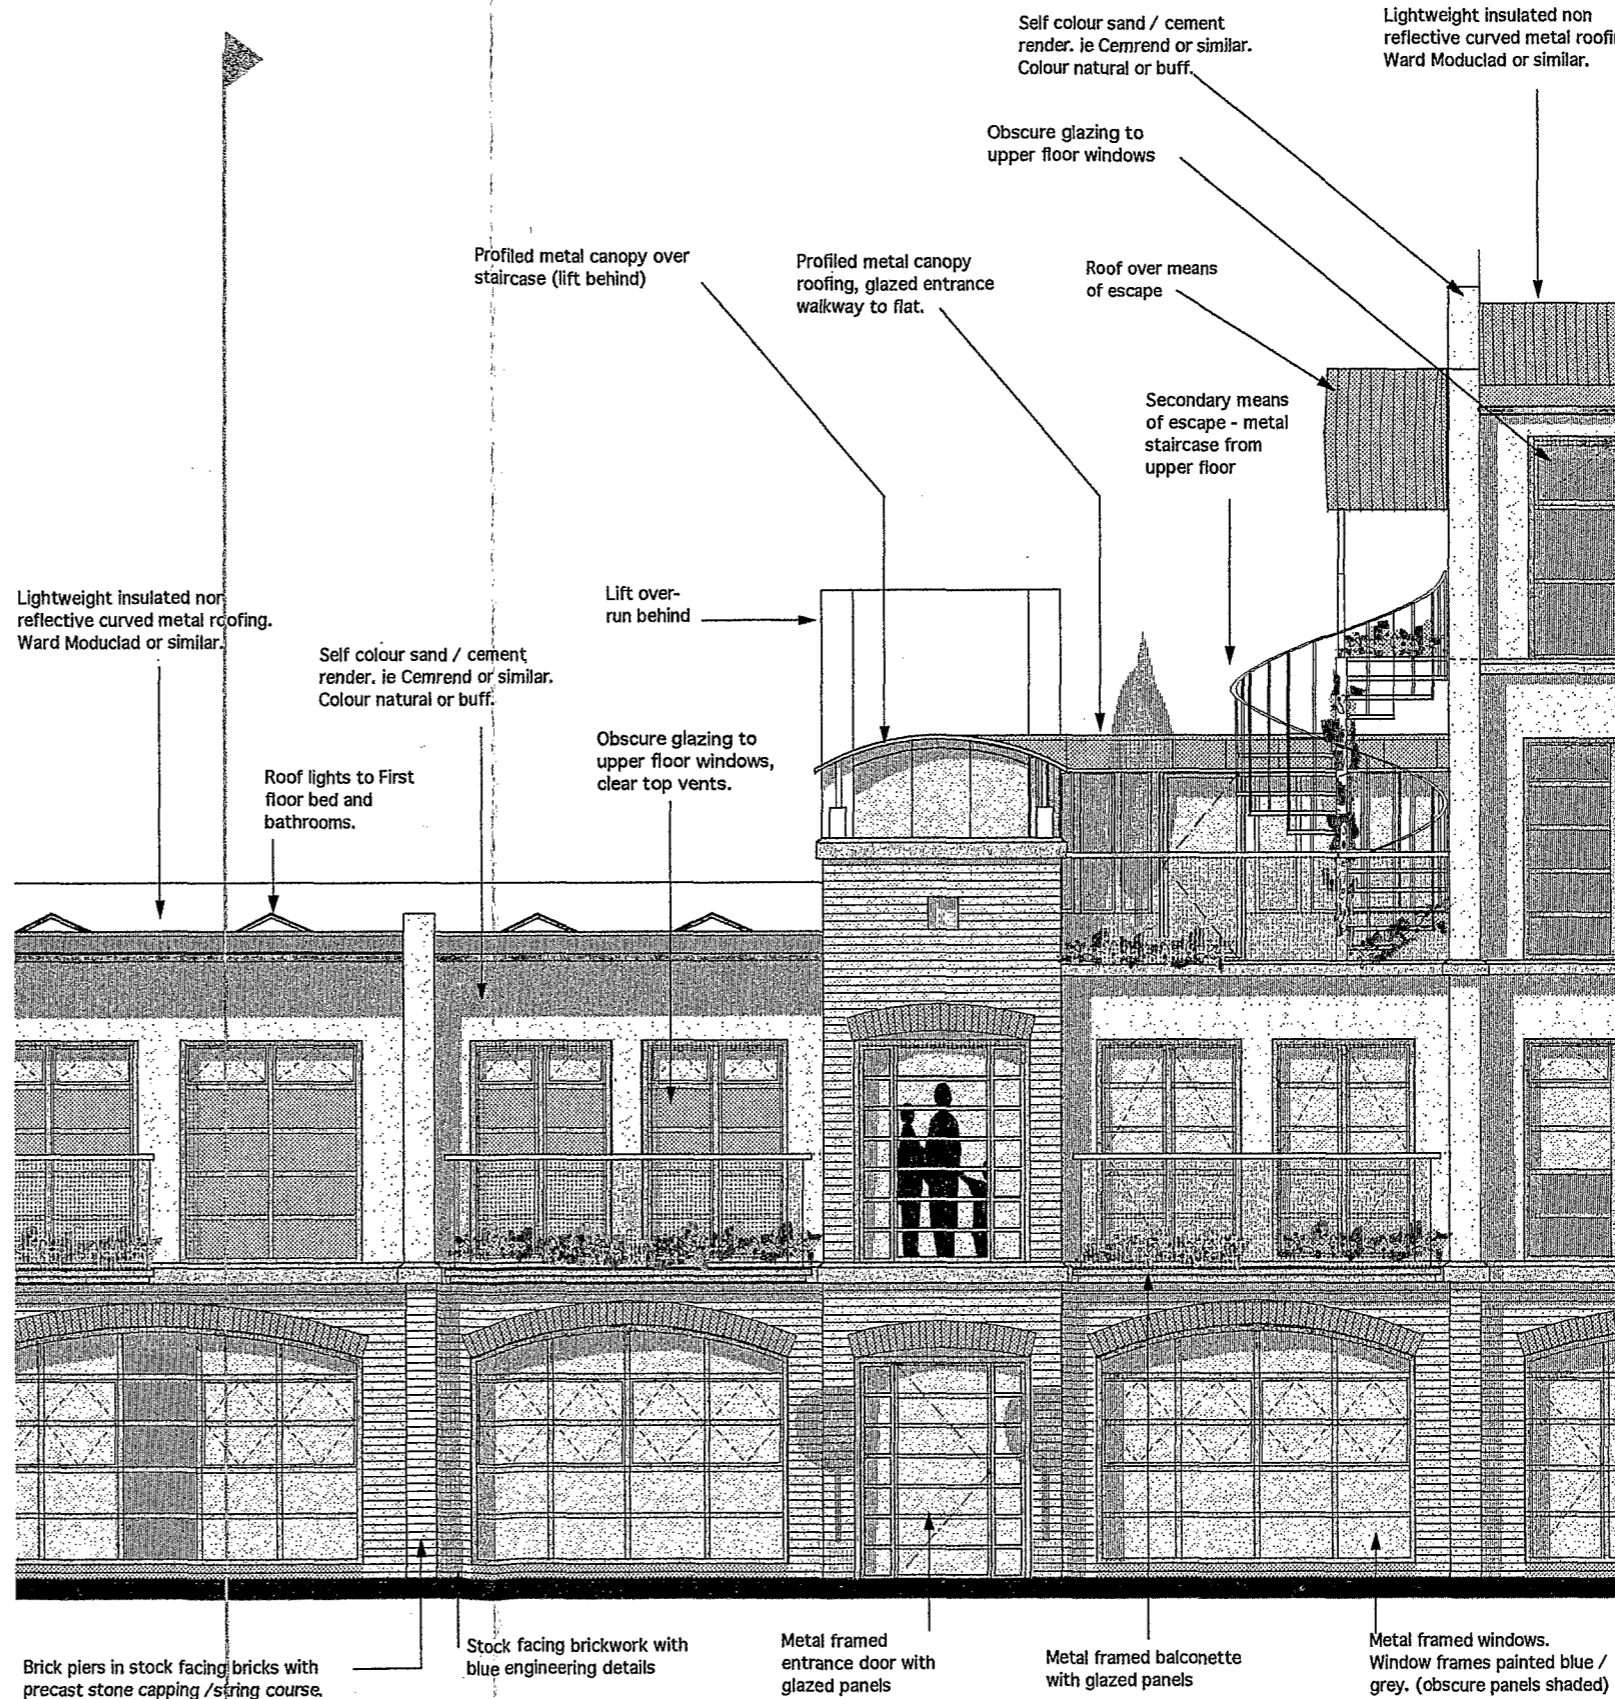 Self colour sand / cement
render. ie Cemrend or similar.
Colour natural or buff.
Lightweight insulated non
reflective curved metal roofi
Ward Moduclad or similar.
Obscure glazing to
upper floor windows
Profiled metal canopy over
staircase (lift behind)
Profiled metal canopy
roofing, glazed entrance
walkway to flat.
Roof over means
of escape
Secondary means
of escape - metal
staircase from
upper floor
Lightweight insulated non
reflective curved metal roofing.
Ward Moduclad or similar.
Lift over-
run behind
Self colour sand / cement
render. ie Cemrend or similar.
Colour natural or buff.
Obscure glazing to
upper floor windows,
clear top vents.
Roof lights to First
floor bed and
bathrooms.
Brick piers in stock facing bricks with
precast stone capping /string course.
Stock facing brickwork with
blue engineering details
Metal framed
entrance door with
glazed panels
Metal framed balconette
with glazed panels
Metal framed windows.
Window frames painted blue /
grey. (obscure panels shaded)